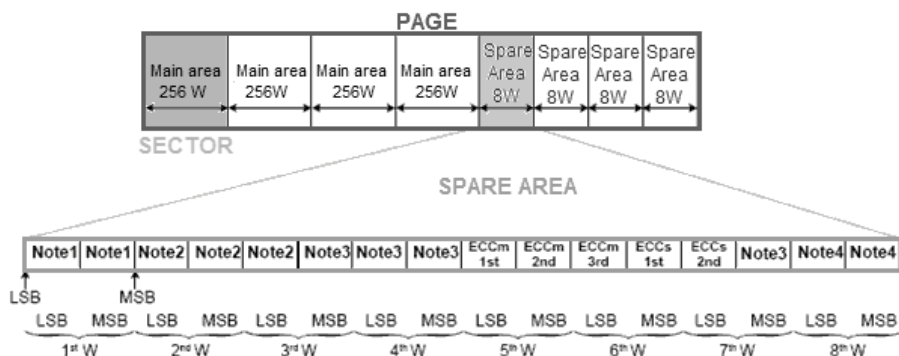 PAGE
Main area 256 W
Main area 256W
Main area 256W
Main area 256W
Spare Area 8W
Spare Area 8W
Spare Area 8W
Spare Area 8W
SECTOR
SPARE AREA
Note1 Note1 Note2 Note2 Note2 Note3 Note3 Note3 ECCm 1st ECCm 2nd ECCm 3rd ECCs 1st ECCs 2nd Note3 Note4 Note4
LSB MSB
LSB MSB LSB MSB LSB MSB LSB MSB LSB MSB LSB MSB LSB MSB LSB MSB
1st W 2nd W 3rd W 4th W 5th W 6th W 7th W 8th W